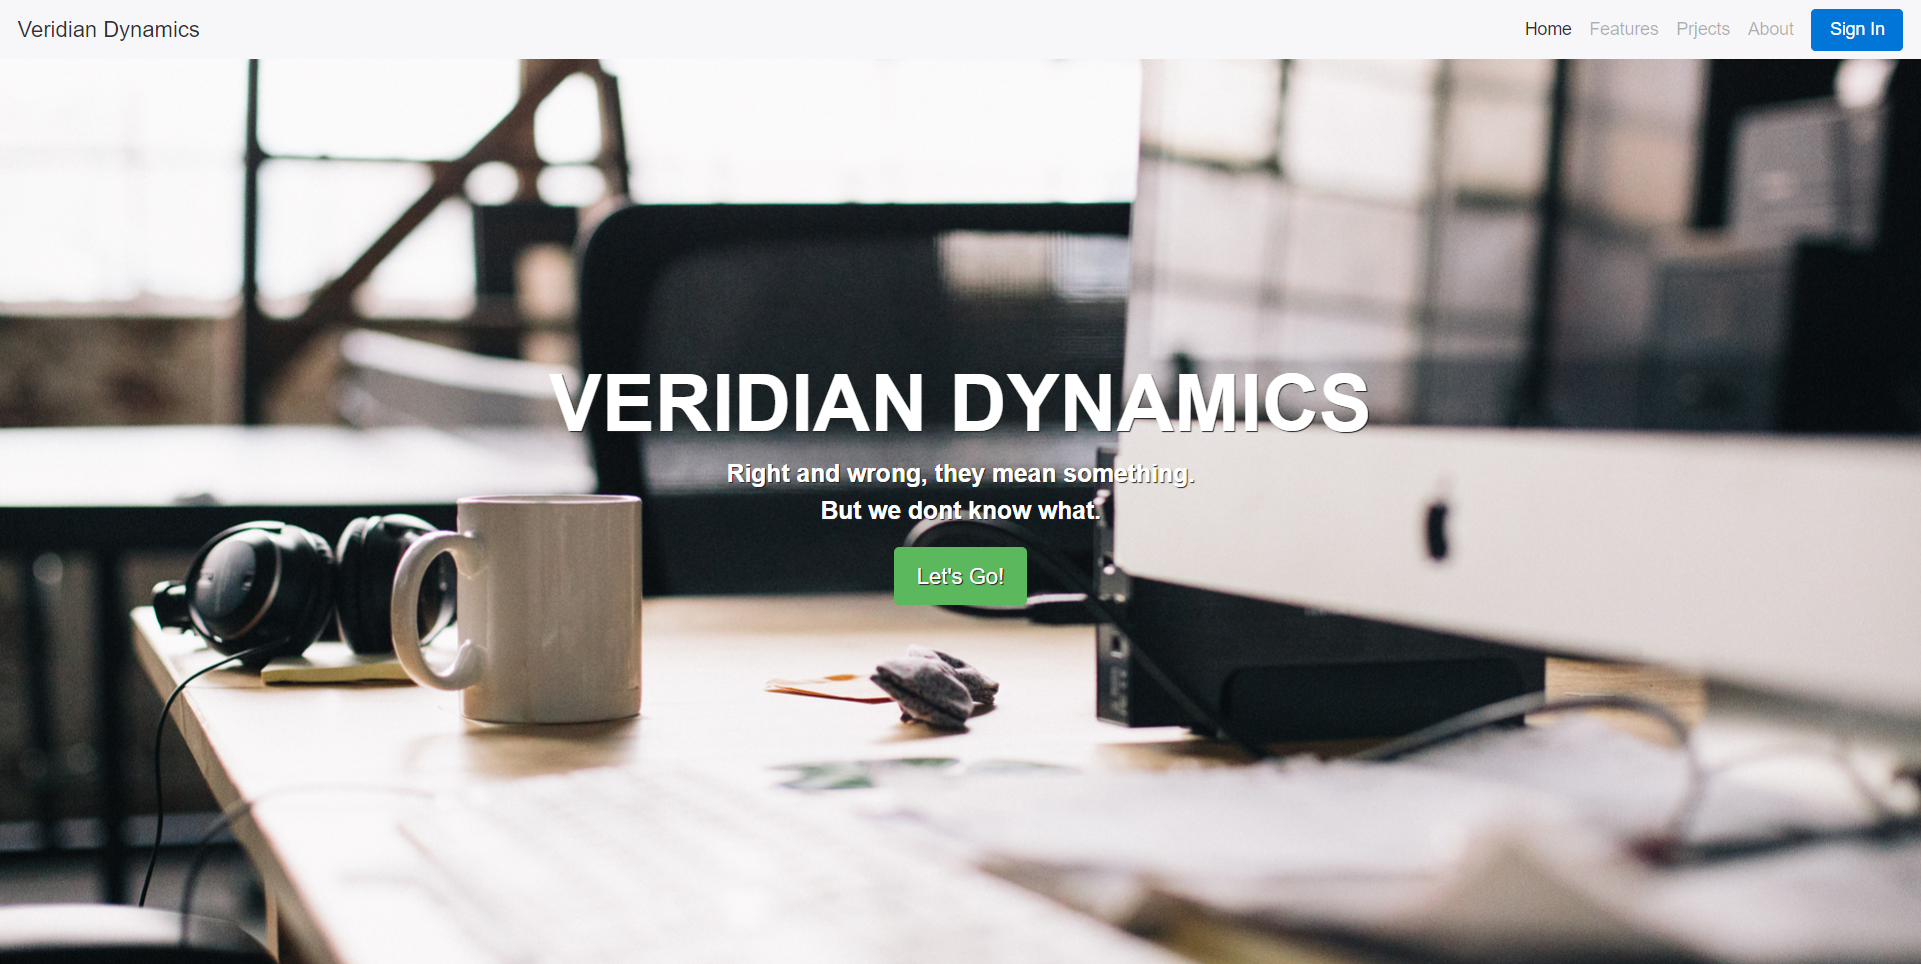 Veridian Dynamics
Home Features Prjects About Sign In
VERIDIAN DYNAMICS
Right and wrong, they mean something.
But we dont know what.
Let's Go!